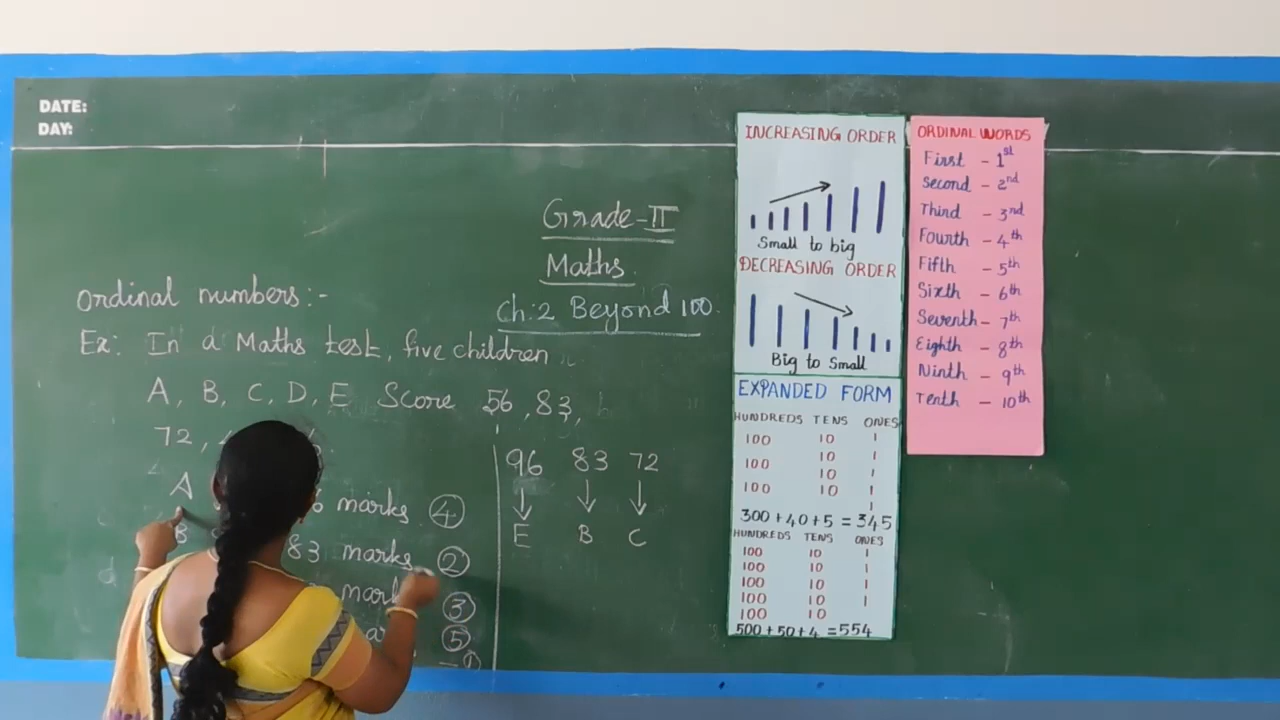 DATE:
DAY:
Grade-II
Maths.
Ch:2 Beyond 100.
Ordinal numbers:-
Ex: In a Maths test, five children
A, B, C, D, E Score 56, 83,
72,
A marks. 4
B 83 marks 2
mark 3
5
1
96 83 72
E B C
INCREASING ORDER
Small to big
DECREASING ORDER
Big to Small
EXPANDED FORM
HUNDREDS TENS ONES
100 10 1
10 1
100 10 1
100 10 1
1
300+40+5 = 345
HUNDREDS TENS ONES
100 10 1
100 10 1
100 10 1
100 10 1
100 10
500+50+4 = 554
ORDINAL WORDS
First - 1st
Second - 2nd
Third - 3rd
Fourth - 4th
Fifth - 5th
Sixth - 6th
Seventh - 7th
Eighth - 8th
Ninth - 9th
Tenth - 10th